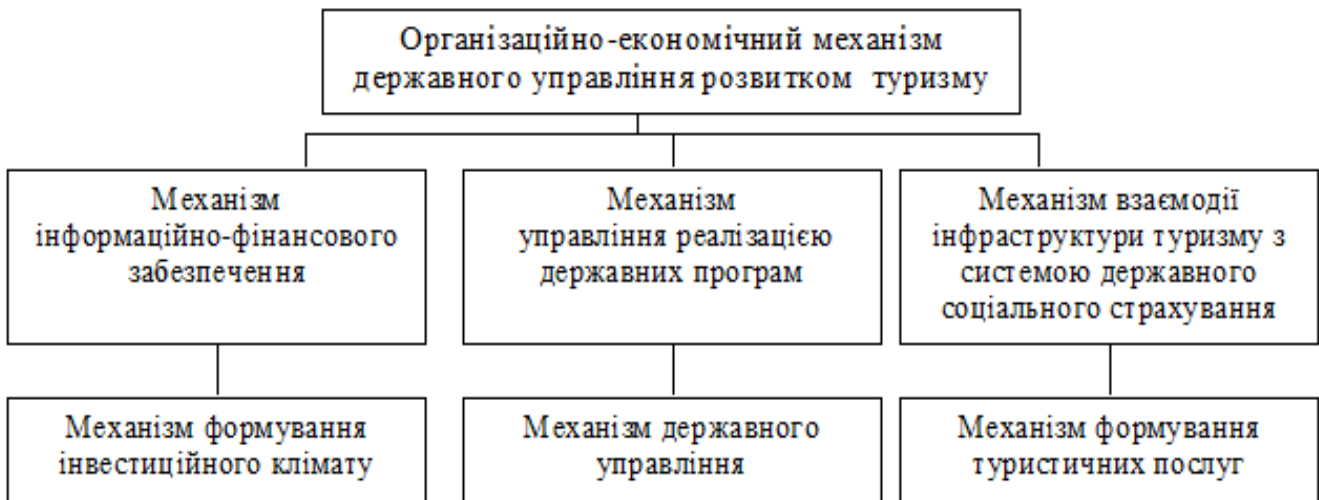 Організаційно-економічний механізм
державного управління розвитком туризму
Механізм
інформаційно-фінансового
забезпечення
Механізм
управління реалізацією
державних програм
Механізм взаємодії
інфраструктури туризму з
системою державного
соціального страхування
Механізм формування
інвестиційного клімату
Механізм державного
управління
Механізм формування
туристичних послуг